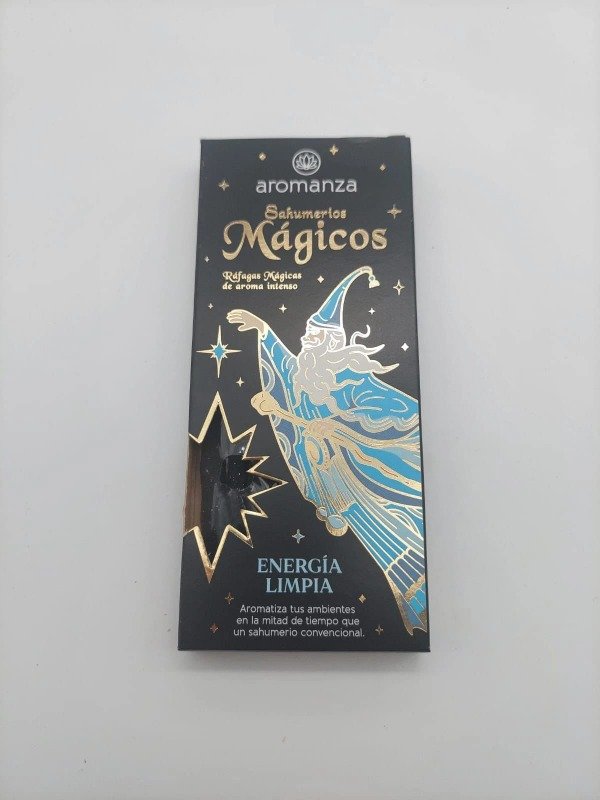 aromanza
Sahumerios
Mágicos
Ráfagas Mágicas
de aroma intenso
ENERGÍA
LIMPIA
Aromatiza tus ambientes
en la mitad de tiempo que
un sahumerio convencional.